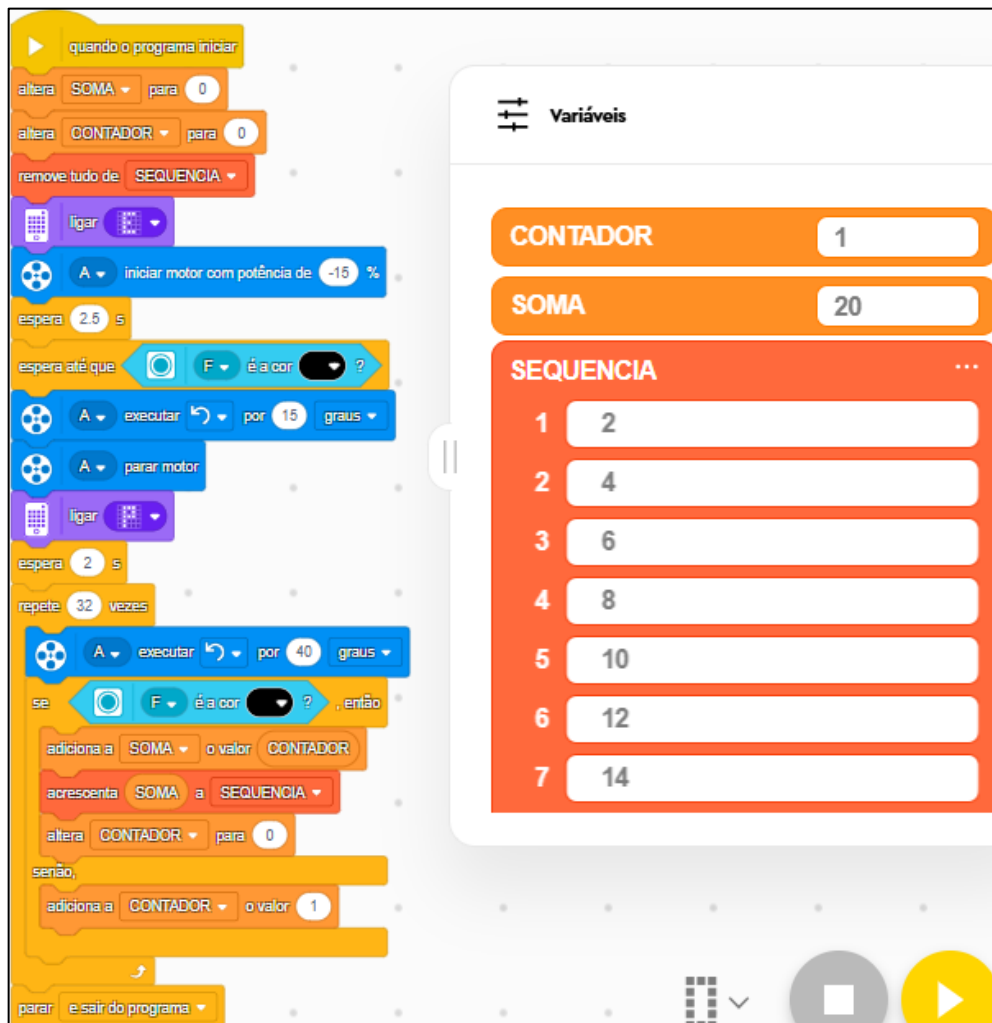 quando o programa iniciar
altera SOMA para 0
altera CONTADOR para 0
remove tudo de SEQUENCIA
ligar
A iniciar motor com potência de -15 %
espera 2.5 s
espera até que F é a cor ?
A executar por 15 graus
A parar motor
ligar
espera 2 s
repete 32 vezes
A executar por 40 graus
se F é a cor ? , então
adiciona a SOMA o valor CONTADOR
acrescenta SOMA a SEQUENCIA
altera CONTADOR para 0
senão,
adiciona a CONTADOR o valor 1
parar e sair do programa
Variáveis
CONTADOR 1
SOMA 20
SEQUENCIA ...
1 2
2 4
3 6
4 8
5 10
6 12
7 14